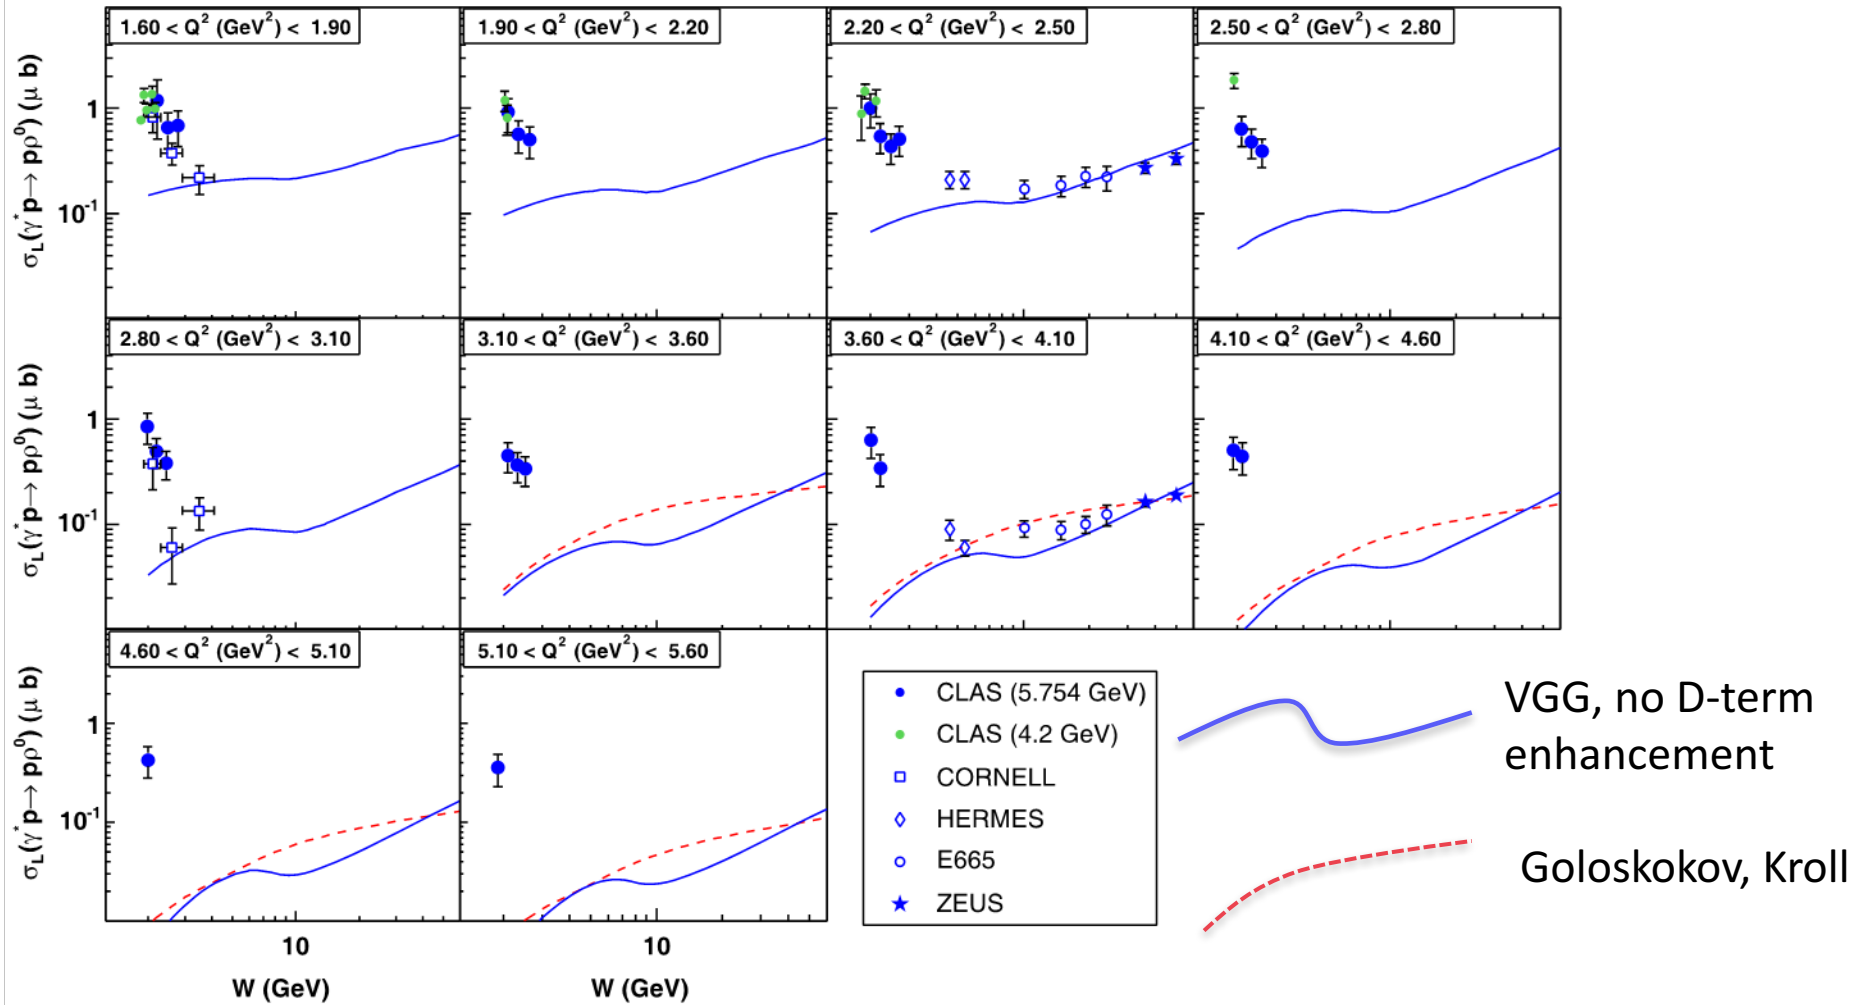 1.60 < Q² (GeV²) < 1.90
1.90 < Q² (GeV²) < 2.20
2.20 < Q² (GeV²) < 2.50
2.50 < Q² (GeV²) < 2.80
σ_L(γ* p→ pρ⁰) (μ b)
1
10⁻¹
2.80 < Q² (GeV²) < 3.10
3.10 < Q² (GeV²) < 3.60
3.60 < Q² (GeV²) < 4.10
4.10 < Q² (GeV²) < 4.60
σ_L(γ* p→ pρ⁰) (μ b)
1
10⁻¹
4.60 < Q² (GeV²) < 5.10
5.10 < Q² (GeV²) < 5.60
σ_L(γ* p→ pρ⁰) (μ b)
1
10⁻¹
10
10
W (GeV)
W (GeV)
CLAS (5.754 GeV)
CLAS (4.2 GeV)
CORNELL
HERMES
E665
ZEUS
VGG, no D-term
enhancement
Goloskokov, Kroll